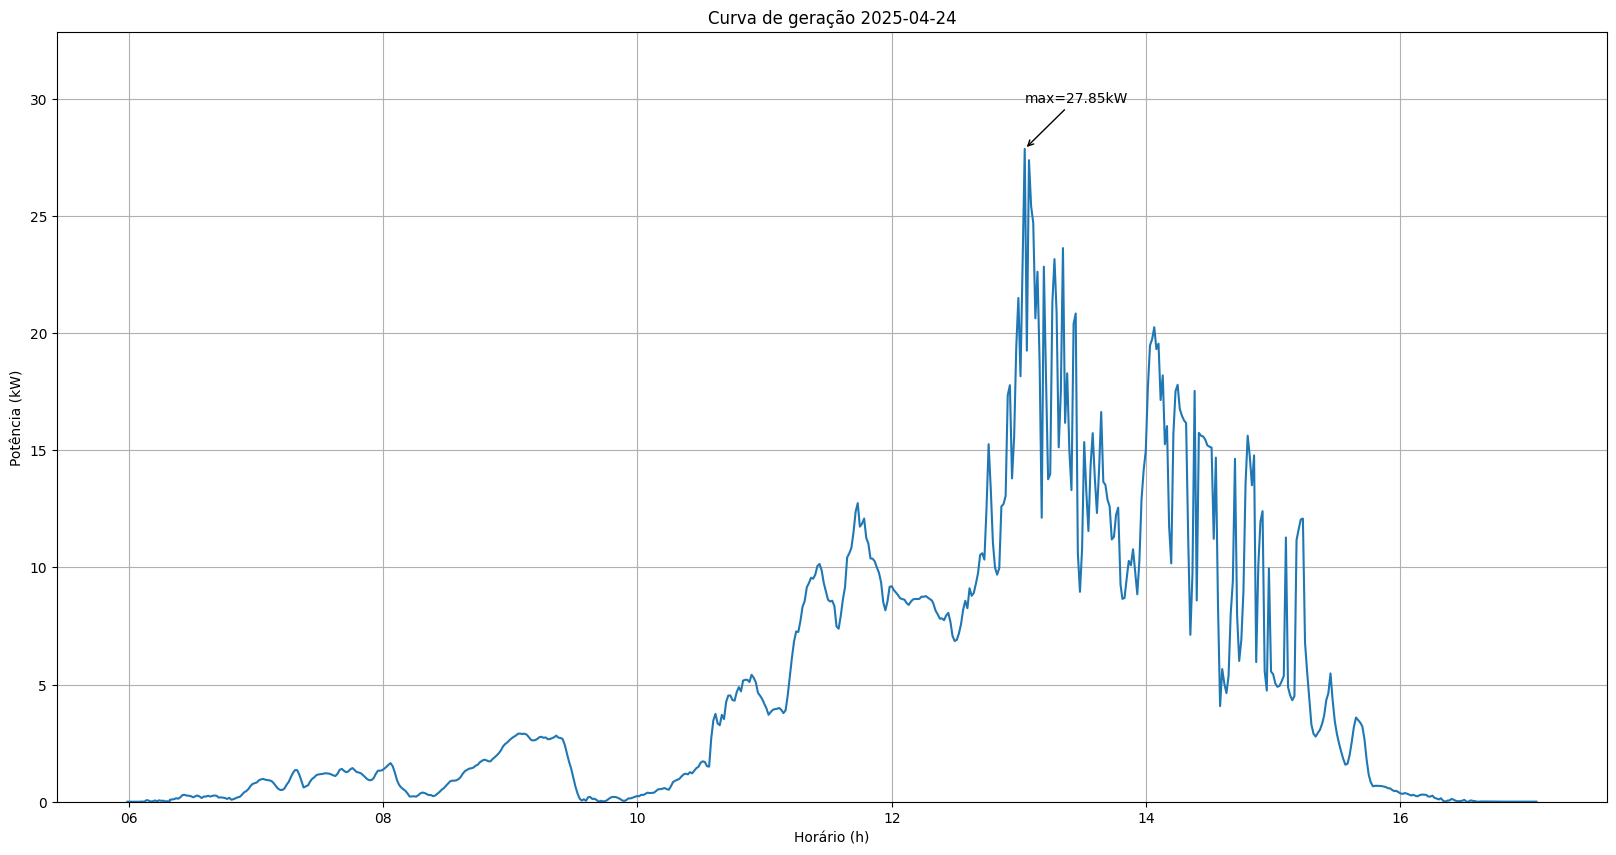 Curva de geração 2025-04-24
max=27.85kW
Potência (kW)
30
25
20
15
10
5
0
06 08 10 12 14 16
Horário (h)